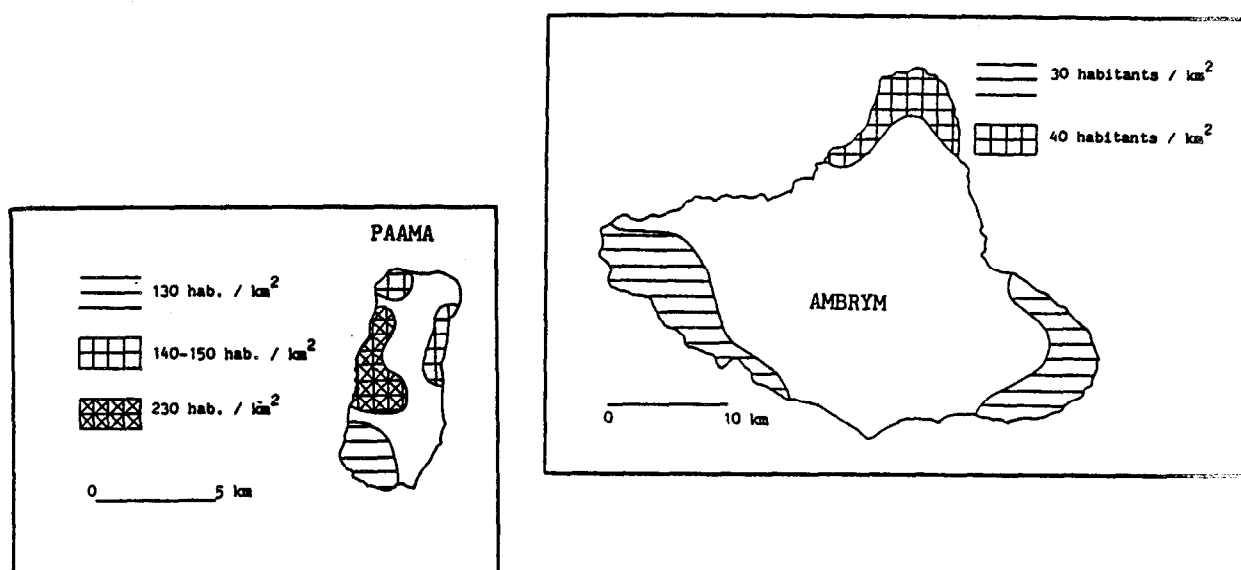 PAAMA
130 hab. / km²
140-150 hab. / km²
230 hab. / km²
0 5 km
30 habitants / km²
40 habitants / km²
AMBRYM
0 10 km